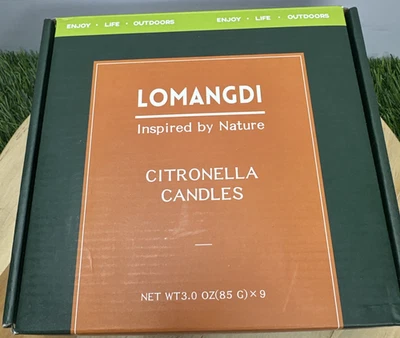 ENJOY · LIFE · OUTDOORS ENJOY · LIFE · OUTDOORS
LOMANGDI
Inspired by Nature
CITRONELLA
CANDLES
NET WT3.0 OZ(85 G)×9